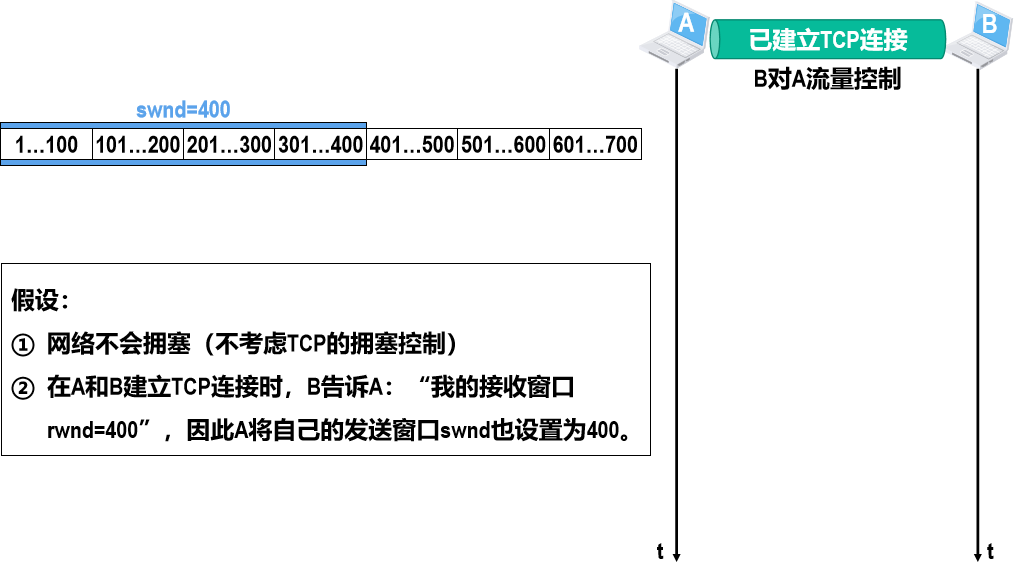 A
已建立TCP连接
B
B对A流量控制
swnd=400
1…100 101…200 201…300 301…400 401…500 501…600 601…700
假设：
① 网络不会拥塞（不考虑TCP的拥塞控制）
② 在A和B建立TCP连接时，B告诉A：“我的接收窗口
rwnd=400”，因此A将自己的发送窗口swnd也设置为400。
t
t